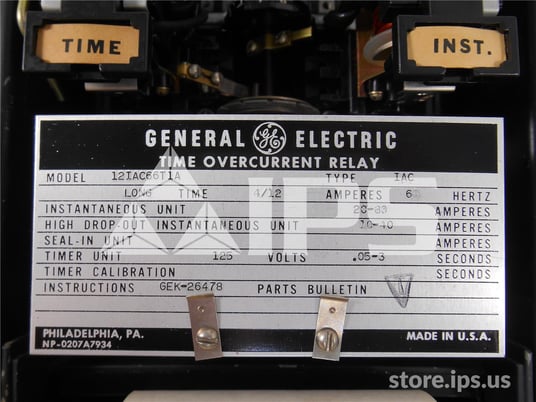 TIME INST.
GENERAL GE ELECTRIC
TIME OVERCURRENT RELAY
MODEL 12IAC66T1A TYPE IAC
LONG TIME 4/12 AMPERES HERTZ
INSTANTANEOUS UNIT 20-80 AMPERES
HIGH DROP-OUT INSTANTANEOUS UNIT 10-40 AMPERES
SEAL-IN UNIT AMPERES
TIMER UNIT 125 VOLTS .05-3 SECONDS
TIMER CALIBRATION SECONDS
INSTRUCTIONS GEK-26478 PARTS BULLETIN
PHILADELPHIA, PA. MADE IN U.S.A.
NP-0207A7934
IPS
store.ips.us